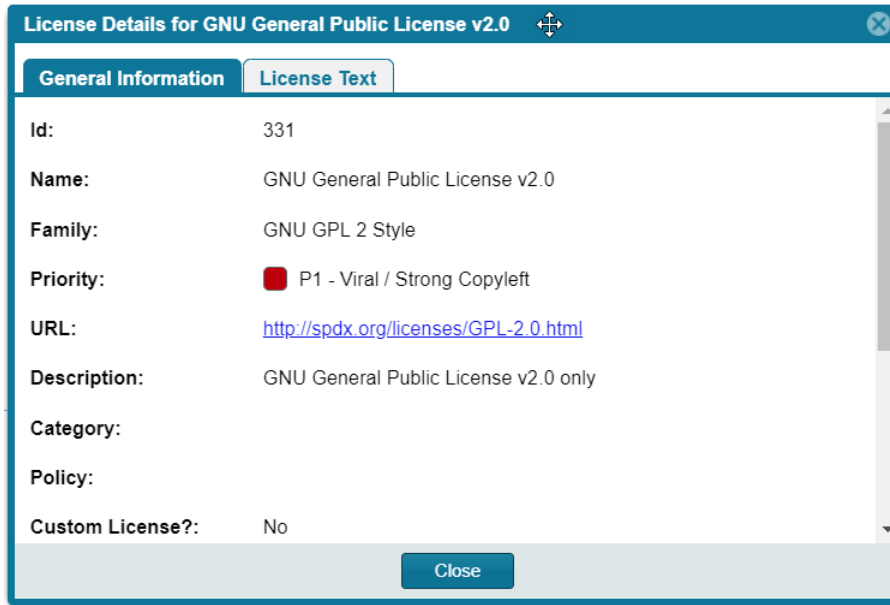 License Details for GNU General Public License v2.0
General Information
License Text
Id: 331
Name: GNU General Public License v2.0
Family: GNU GPL 2 Style
Priority: P1 - Viral / Strong Copyleft
URL: http://spdx.org/licenses/GPL-2.0.html
Description: GNU General Public License v2.0 only
Category:
Policy:
Custom License?: No
Close